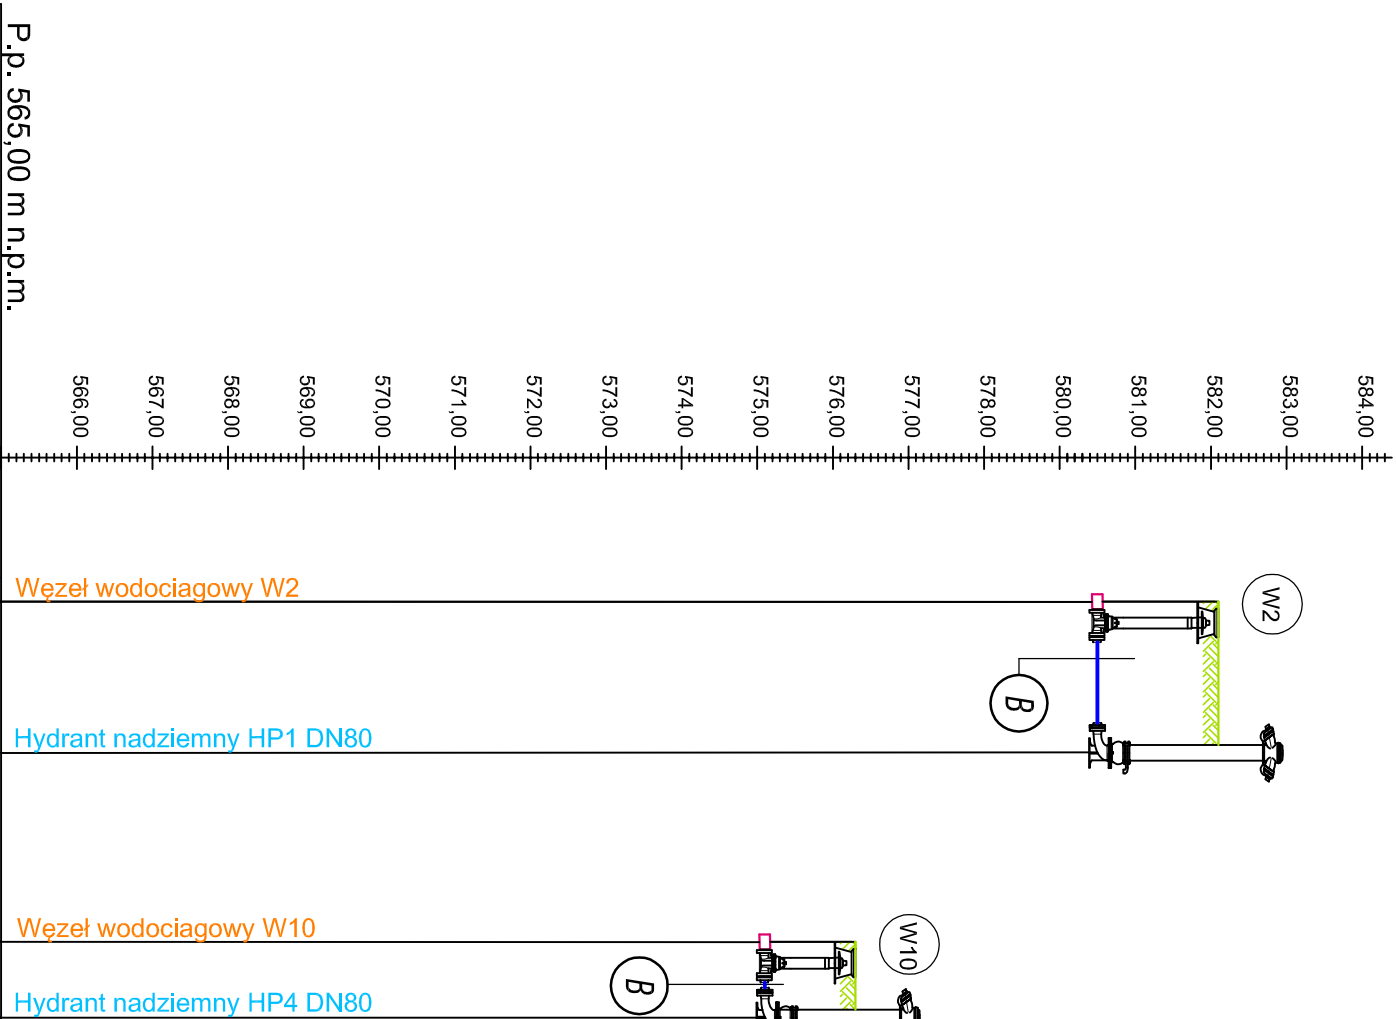 P.p. 565,00 m n.p.m.
566,00
567,00
568,00
569,00
570,00
571,00
572,00
573,00
574,00
575,00
576,00
577,00
578,00
580,00
581,00
582,00
583,00
584,00
Węzeł wodociagowy W2
W2
B
Hydrant nadziemny HP1 DN80
Węzeł wodociagowy W10
W10
B
Hydrant nadziemny HP4 DN80